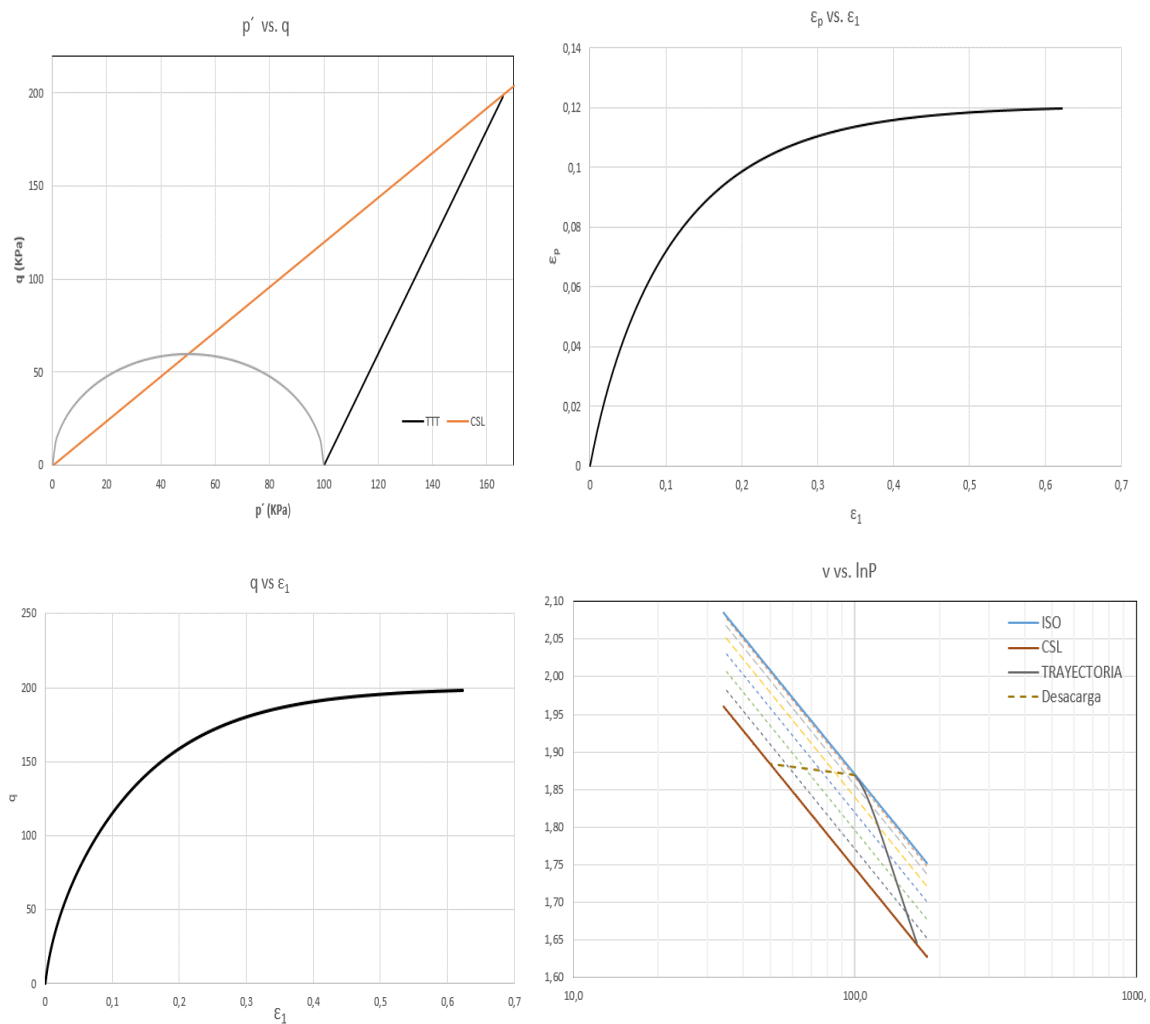 p´ vs. q
200
150
100
50
0
q (KPa)
0 20 40 60 80 100 120 140 160
p´ (KPa)
TTT CSL
εp vs. ε1
0,14
0,12
0,1
0,08
0,06
0,04
0,02
0
εp
0 0,1 0,2 0,3 0,4 0,5 0,6 0,7
ε1
q vs ε1
250
200
150
100
50
0
q
0 0,1 0,2 0,3 0,4 0,5 0,6 0,7
ε1
v vs. lnP
2,10
2,05
2,00
1,95
1,90
1,85
1,80
1,75
1,70
1,65
1,60
10,0 100,0 1000,
ISO
CSL
TRAYECTORIA
Desacarga